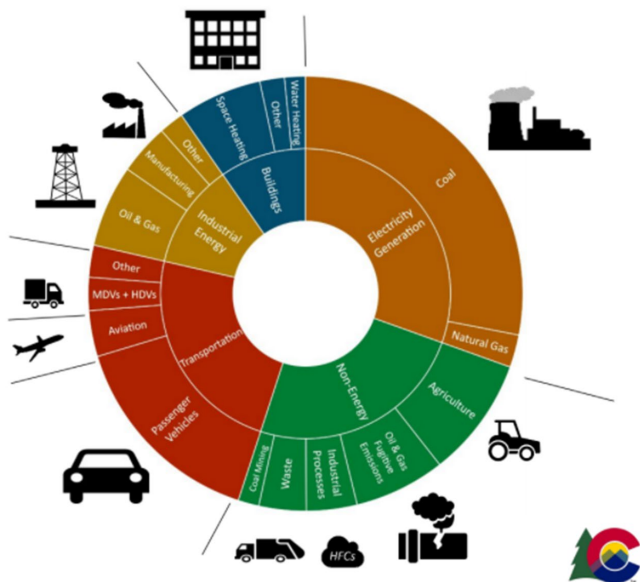 Space Heating
Other
Water Heating
Buildings
Coal
Electricity
Generation
Natural Gas
Agriculture
Oil & Gas
Fugitive
Emissions
Industrial
Processes
Waste
Coal Mining
Non-Energy
Passenger
Vehicles
Aviation
MDVs + HDVs
Other
Transportation
Oil & Gas
Manufacturing
Other
Industrial
Energy
HFCs